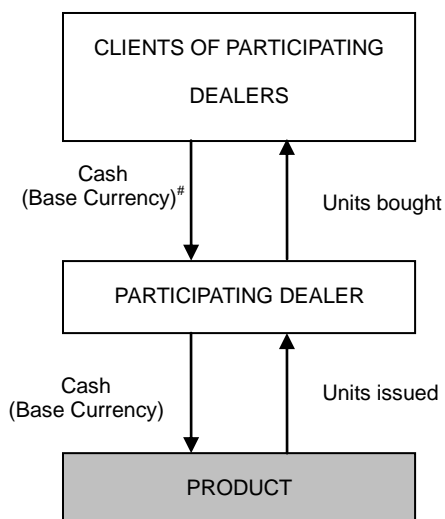 CLIENTS OF PARTICIPATING
DEALERS
Cash
(Base Currency)#
Units bought
PARTICIPATING DEALER
Cash
(Base Currency)
Units issued
PRODUCT